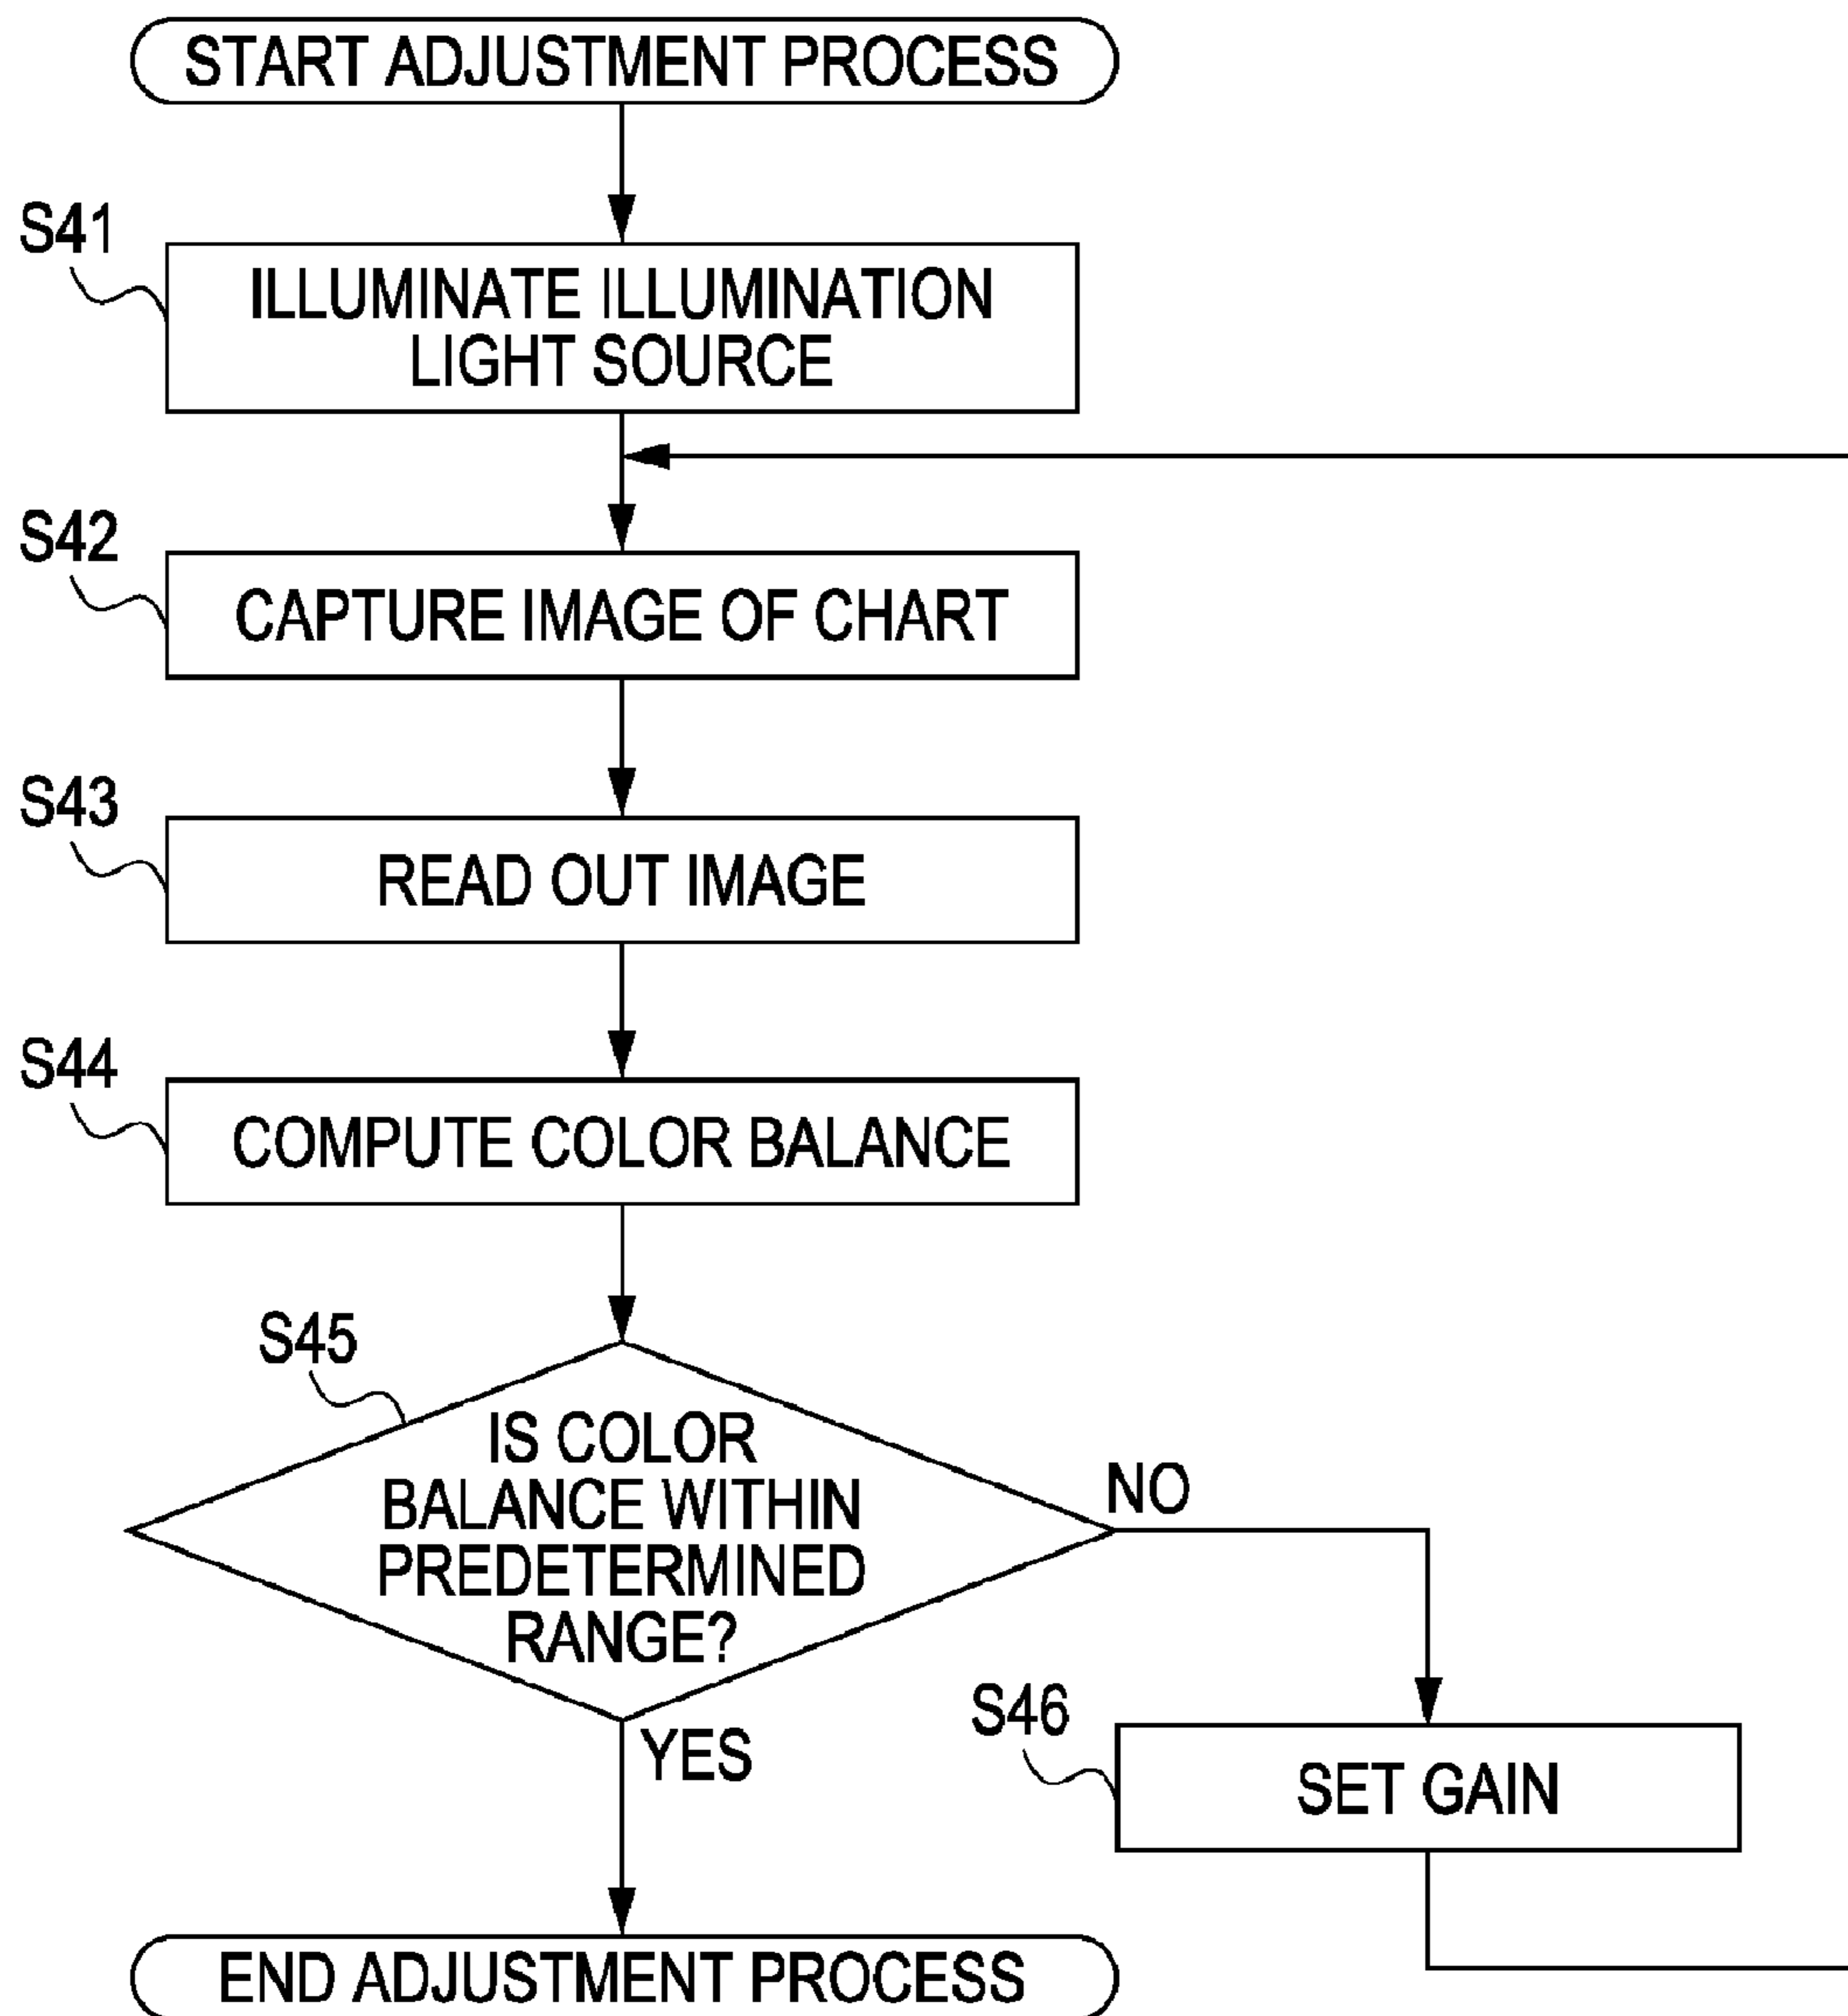 START ADJUSTMENT PROCESS
S41
ILLUMINATE ILLUMINATION
LIGHT SOURCE
S42
CAPTURE IMAGE OF CHART
S43
READ OUT IMAGE
S44
COMPUTE COLOR BALANCE
S45
IS COLOR
BALANCE WITHIN
PREDETERMINED
RANGE?
NO
YES
S46
SET GAIN
END ADJUSTMENT PROCESS